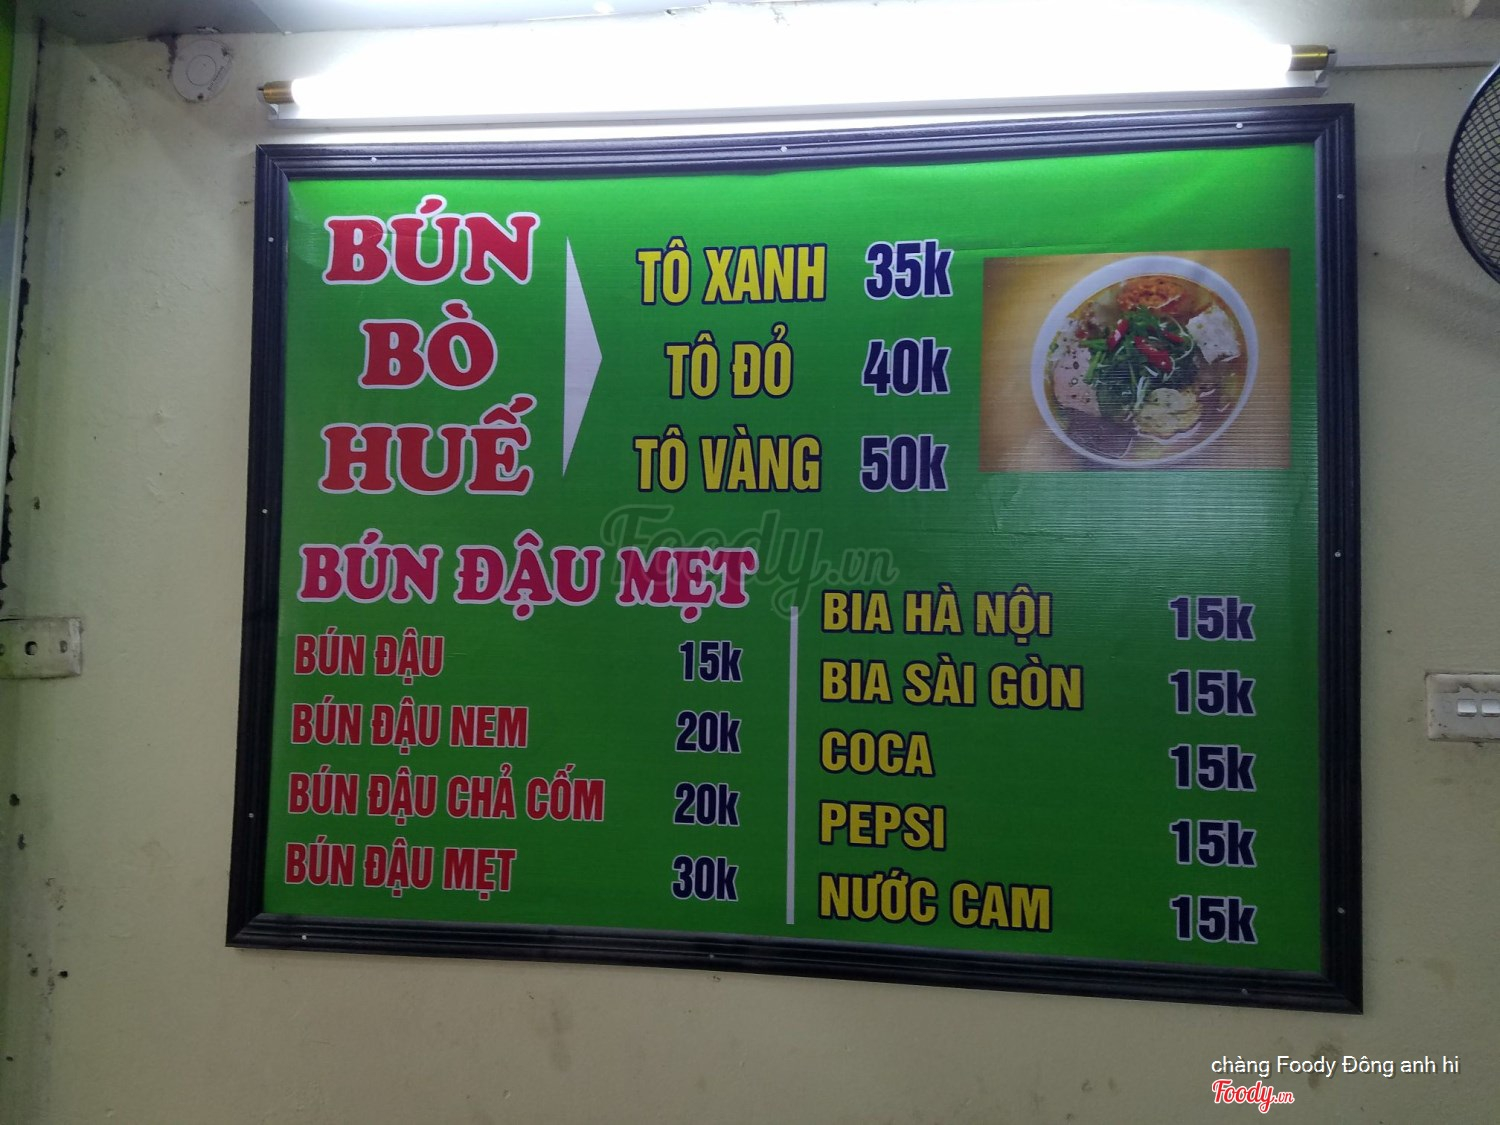 BÚN
BÒ
HUẾ
TÔ XANH 35k
TÔ ĐỎ 40k
TÔ VÀNG 50k
BÚN ĐẬU MẸT
BÚN ĐẬU 15k
BÚN ĐẬU NEM 20k
BÚN ĐẬU CHẢ CỐM 20k
BÚN ĐẬU MẸT 30k
BIA HÀ NỘI 15k
BIA SÀI GÒN 15k
COCA 15k
PEPSI 15k
NƯỚC CAM 15k
Foody.vn
chàng Foody Đông anh hi
Foody.vn